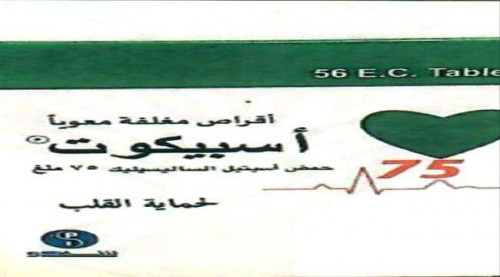 56 E.C. Table
أقراص مغلفة معوياً
أسبيكوت®
حمض أسيتيل الساليسيليك ٧٥ ملغ
75
لحماية القلب